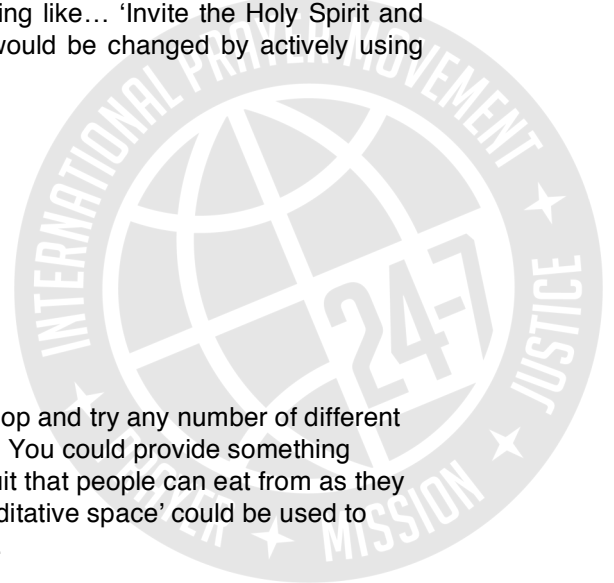 ing like… ‘Invite the Holy Spirit and
would be changed by actively using
INTERNATIONAL PRAYER MOVEMENT
24-7
PRAYER MISSION JUSTICE
op and try any number of different
You could provide something
uit that people can eat from as they
ditative space’ could be used to